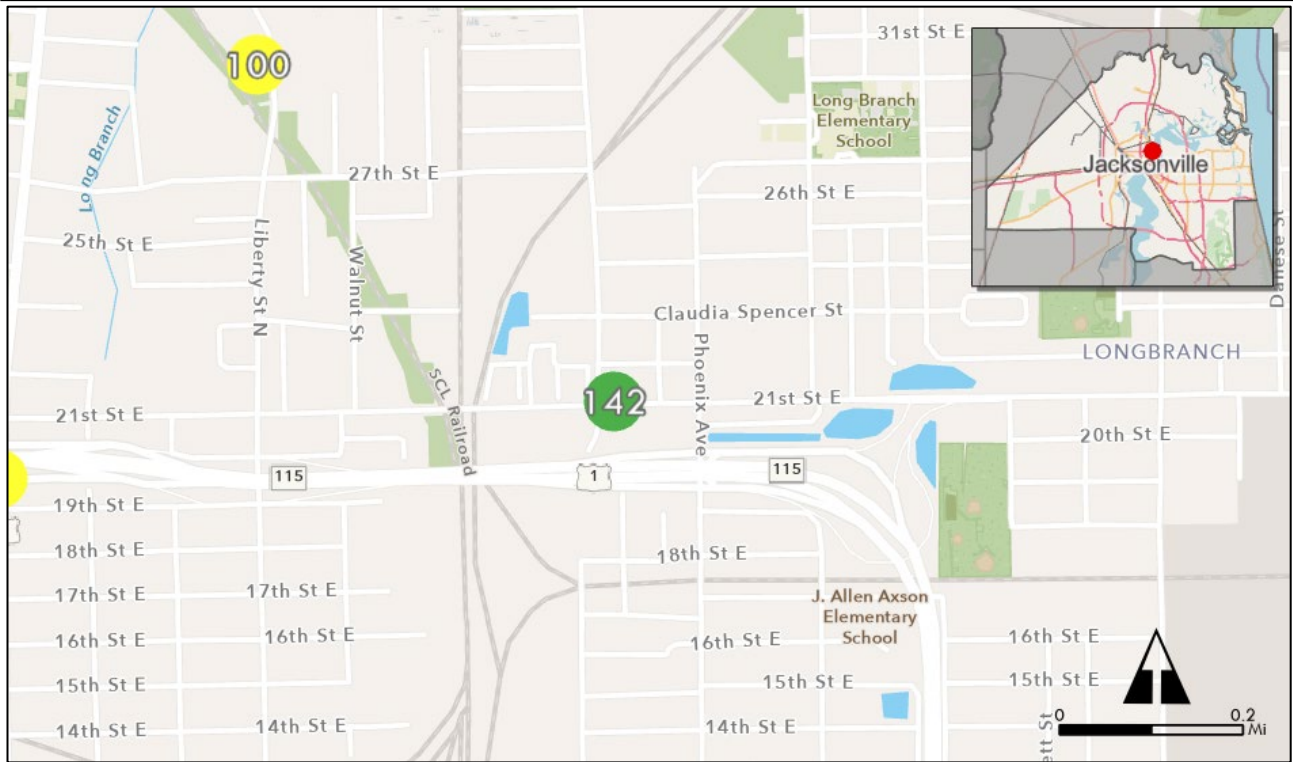 31st St E
100
Long Branch
Elementary
School
Jacksonville
Long Branch
27th St E
26th St E
25th St E
Liberty St N
Walnut St
Danese St
Claudia Spencer St
Phoenix Ave
LONGBRANCH
SCL Railroad
142
21st St E
21st St E
20th St E
115
1
115
19th St E
18th St E
18th St E
17th St E
17th St E
J. Allen Axson
Elementary
School
16th St E
16th St E
16th St E
16th St E
15th St E
15th St E
15th St E
14th St E
14th St E
14th St E
ett St
0
0.2
Mi